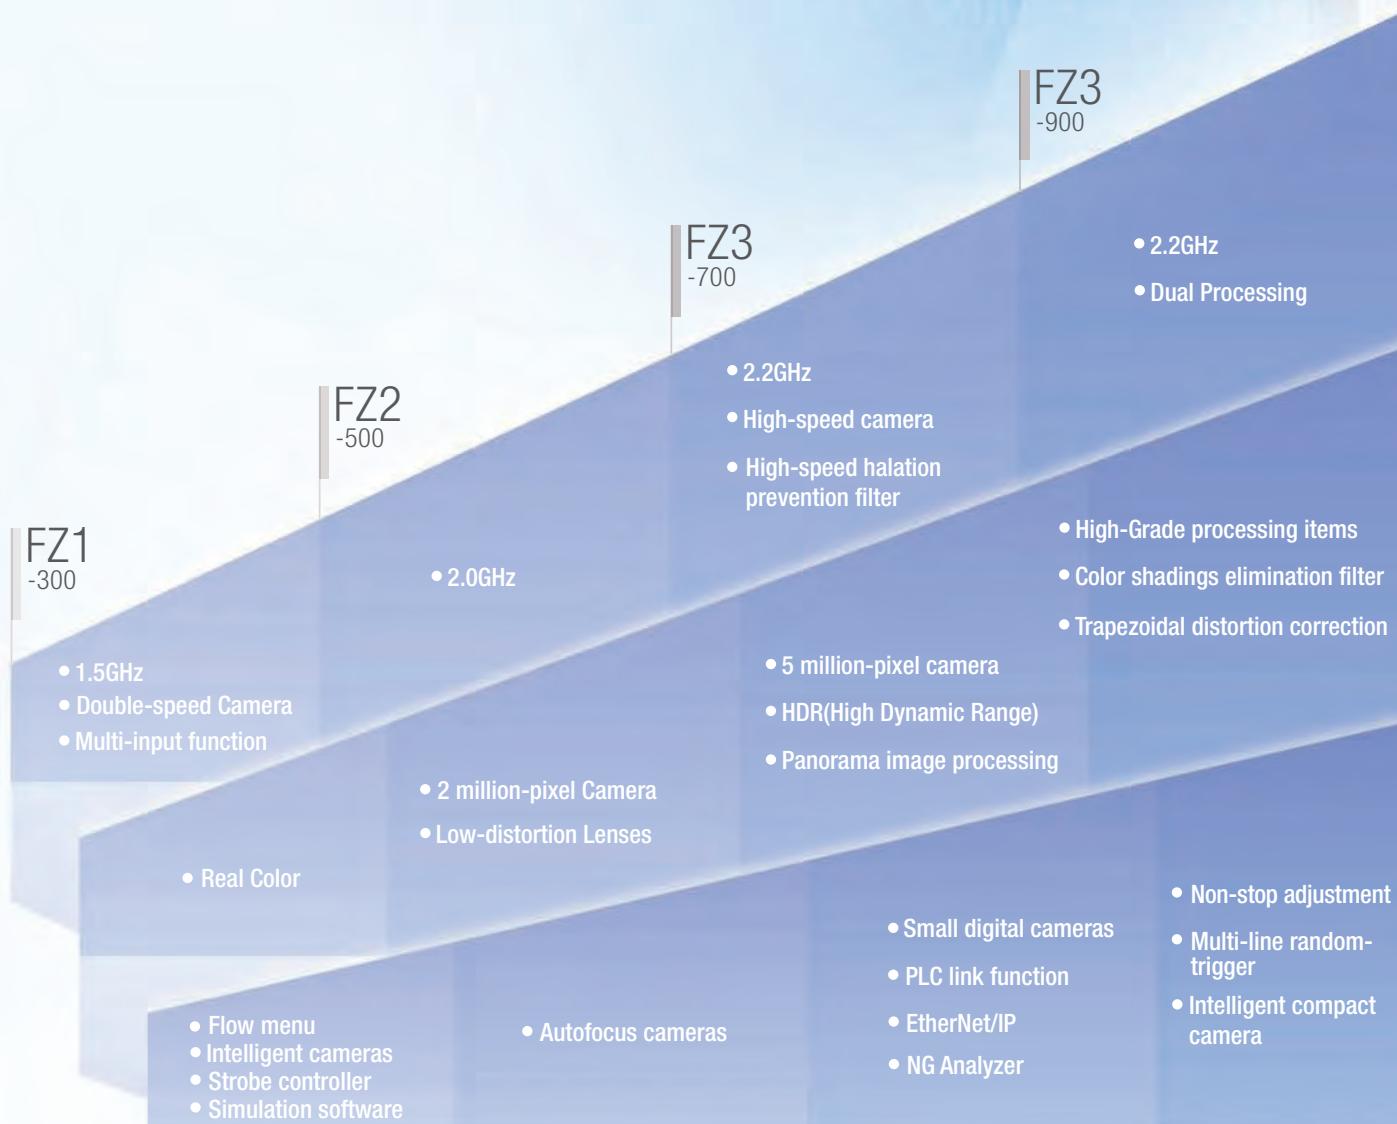 FZ3
-900
FZ3
-700
FZ2
-500
FZ1
-300
• 2.2GHz
• Dual Processing
• 2.2GHz
• High-speed camera
• High-speed halation
prevention filter
• 2.0GHz
• 1.5GHz
• Double-speed Camera
• Multi-input function
• High-Grade processing items
• Color shadings elimination filter
• Trapezoidal distortion correction
• 5 million-pixel camera
• HDR(High Dynamic Range)
• Panorama image processing
• 2 million-pixel Camera
• Low-distortion Lenses
• Real Color
• Non-stop adjustment
• Multi-line random-
trigger
• Intelligent compact
camera
• Small digital cameras
• PLC link function
• EtherNet/IP
• NG Analyzer
• Autofocus cameras
• Flow menu
• Intelligent cameras
• Strobe controller
• Simulation software